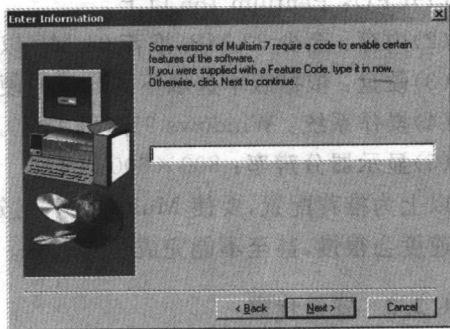 Enter Information
Some versions of Multisim 7 require a code to enable certain
features of the software.
If you were supplied with a Feature Code, type it in now.
Otherwise, click Next to continue.
< Back
Next >
Cancel